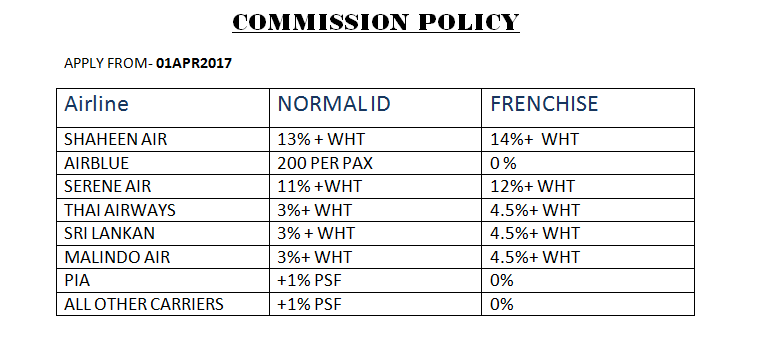 COMMISSION POLICY
APPLY FROM- 01APR2017
Airline NORMAL ID FRENCHISE
SHAHEEN AIR 13% + WHT 14%+ WHT
AIRBLUE 200 PER PAX 0 %
SERENE AIR 11% +WHT 12%+ WHT
THAI AIRWAYS 3%+ WHT 4.5%+ WHT
SRI LANKAN 3% + WHT 4.5%+ WHT
MALINDO AIR 3%+ WHT 4.5%+ WHT
PIA +1% PSF 0%
ALL OTHER CARRIERS +1% PSF 0%